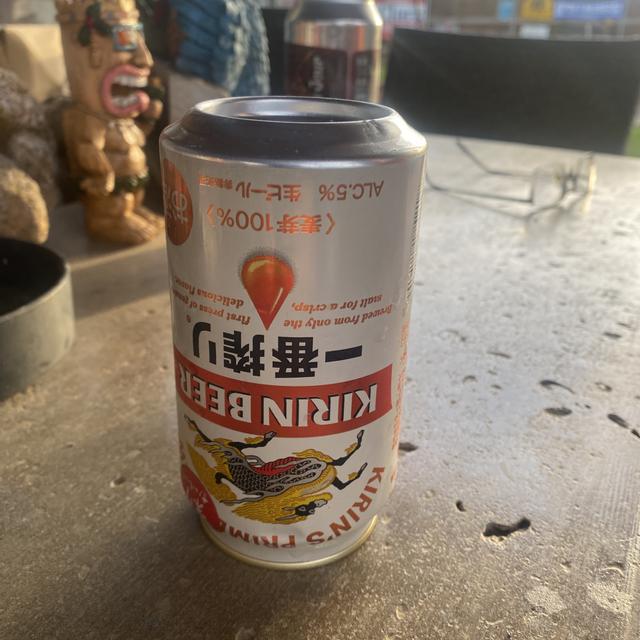 KIRIN'S PRIM
KIRIN BEER
一番搾り®
Brewed from only the
first press of
malt for a crisp,
delicious flavor.
〈麦芽100%〉
ALC.5% 生ビール